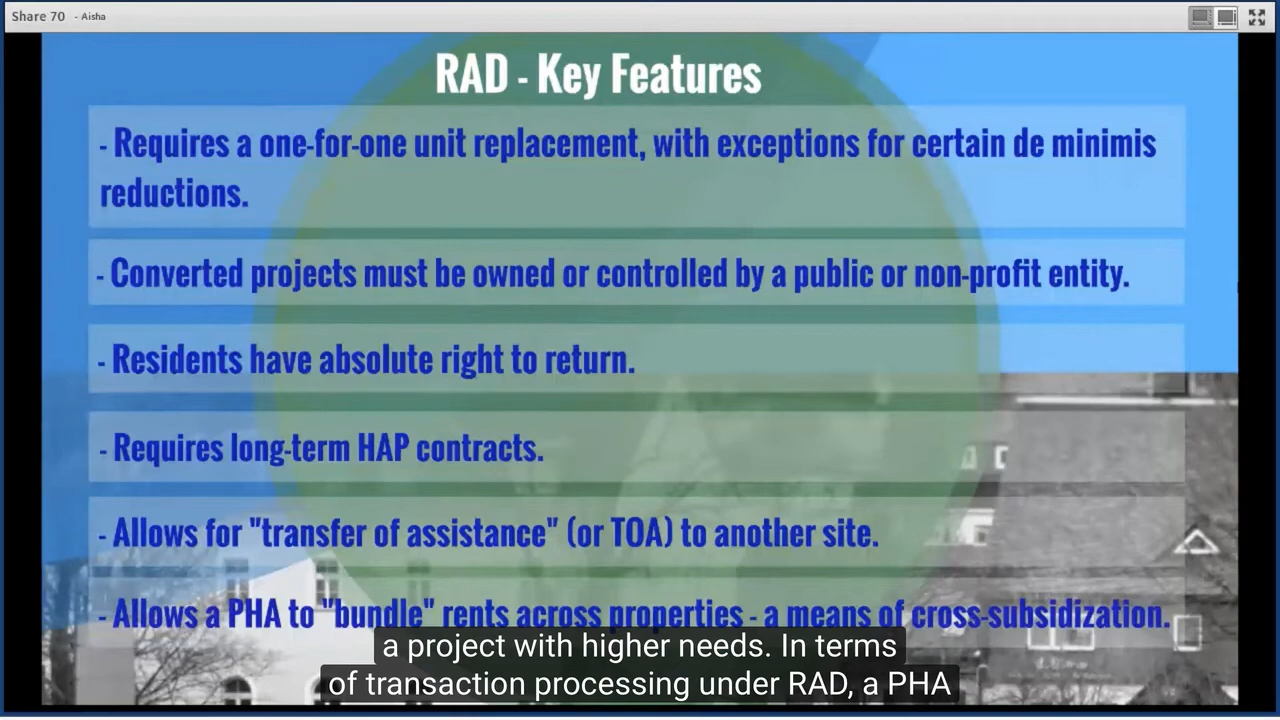 Share 70 - Aisha
RAD - Key Features
- Requires a one-for-one unit replacement, with exceptions for certain de minimis
reductions.
- Converted projects must be owned or controlled by a public or non-profit entity.
- Residents have absolute right to return.
- Requires long-term HAP contracts.
- Allows for "transfer of assistance" (or TOA) to another site.
- Allows a PHA to "bundle" rents across properties - a means of cross-subsidization.
a project with higher needs. In terms
of transaction processing under RAD, a PHA